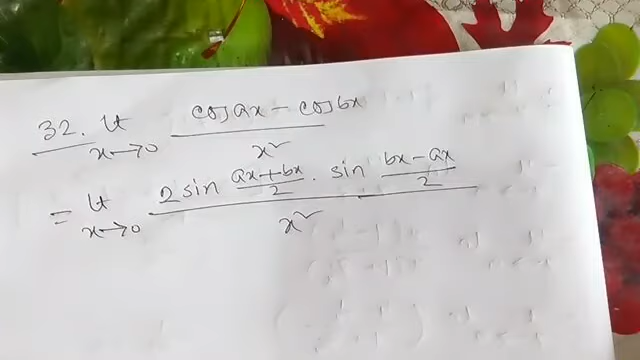 32. lt x→0 (cos ax − cos bx) / x²
= lt x→0 (2 sin (ax+bx)/2 · sin (bx−ax)/2) / x²